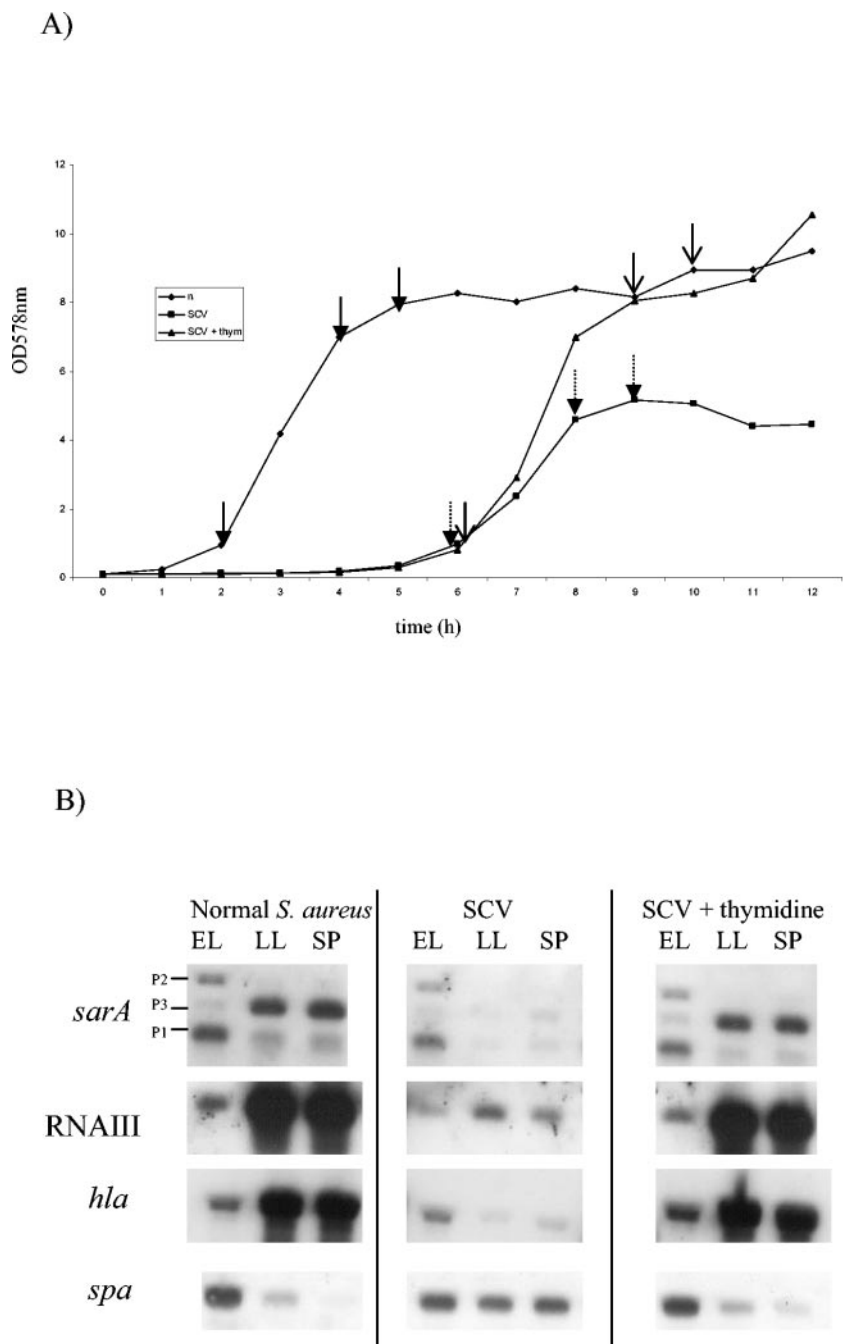 A)
12
10
8
6
4
2
0
OD578nm
n
SCV
SCV + thym
0 1 2 3 4 5 6 7 8 9 10 11 12
time (h)
B)
Normal S. aureus SCV SCV + thymidine
EL LL SP EL LL SP EL LL SP
P2
sarA P3
P1
RNAIII
hla
spa